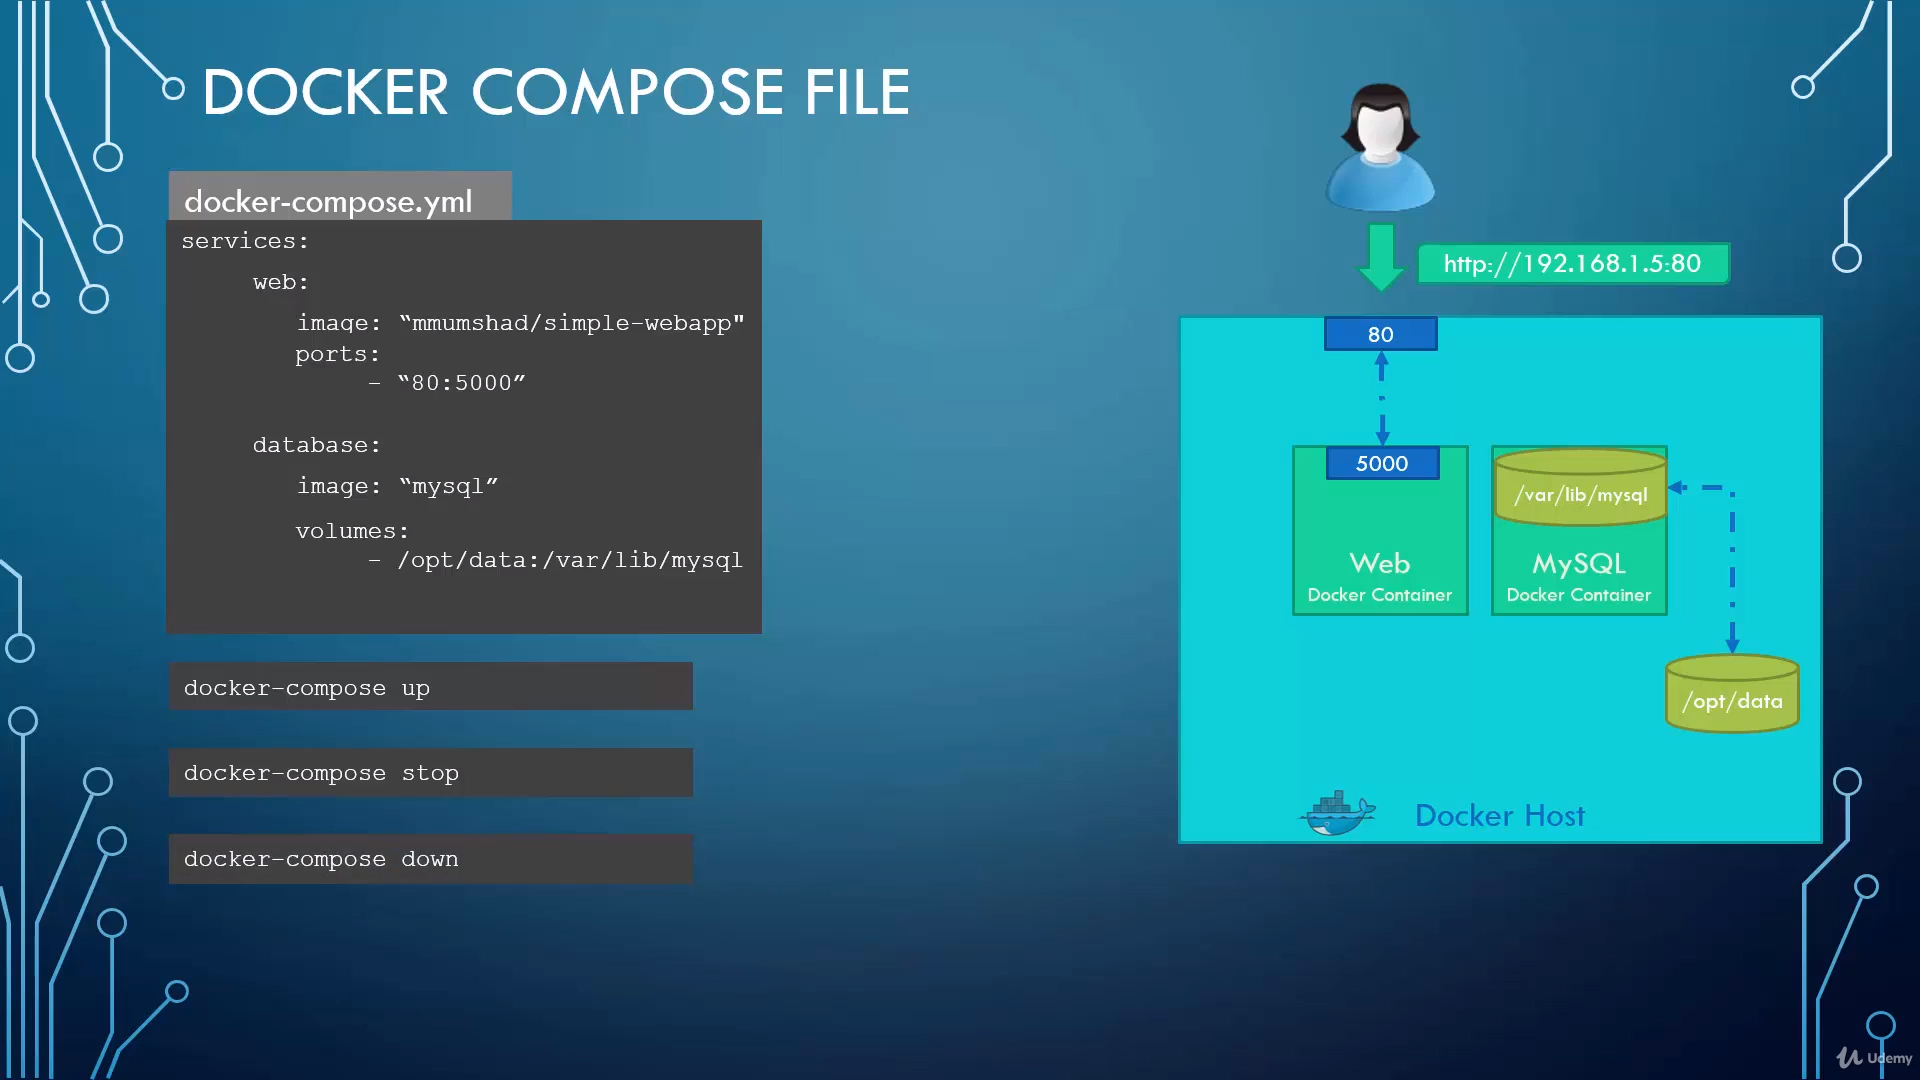 DOCKER COMPOSE FILE
docker-compose.yml
services:
web:
image: “mmumshad/simple-webapp"
ports:
- “80:5000”
database:
image: “mysql”
volumes:
- /opt/data:/var/lib/mysql
docker-compose up
docker-compose stop
docker-compose down
http://192.168.1.5:80
80
5000
Web
Docker Container
/var/lib/mysql
MySQL
Docker Container
/opt/data
Docker Host
Udemy